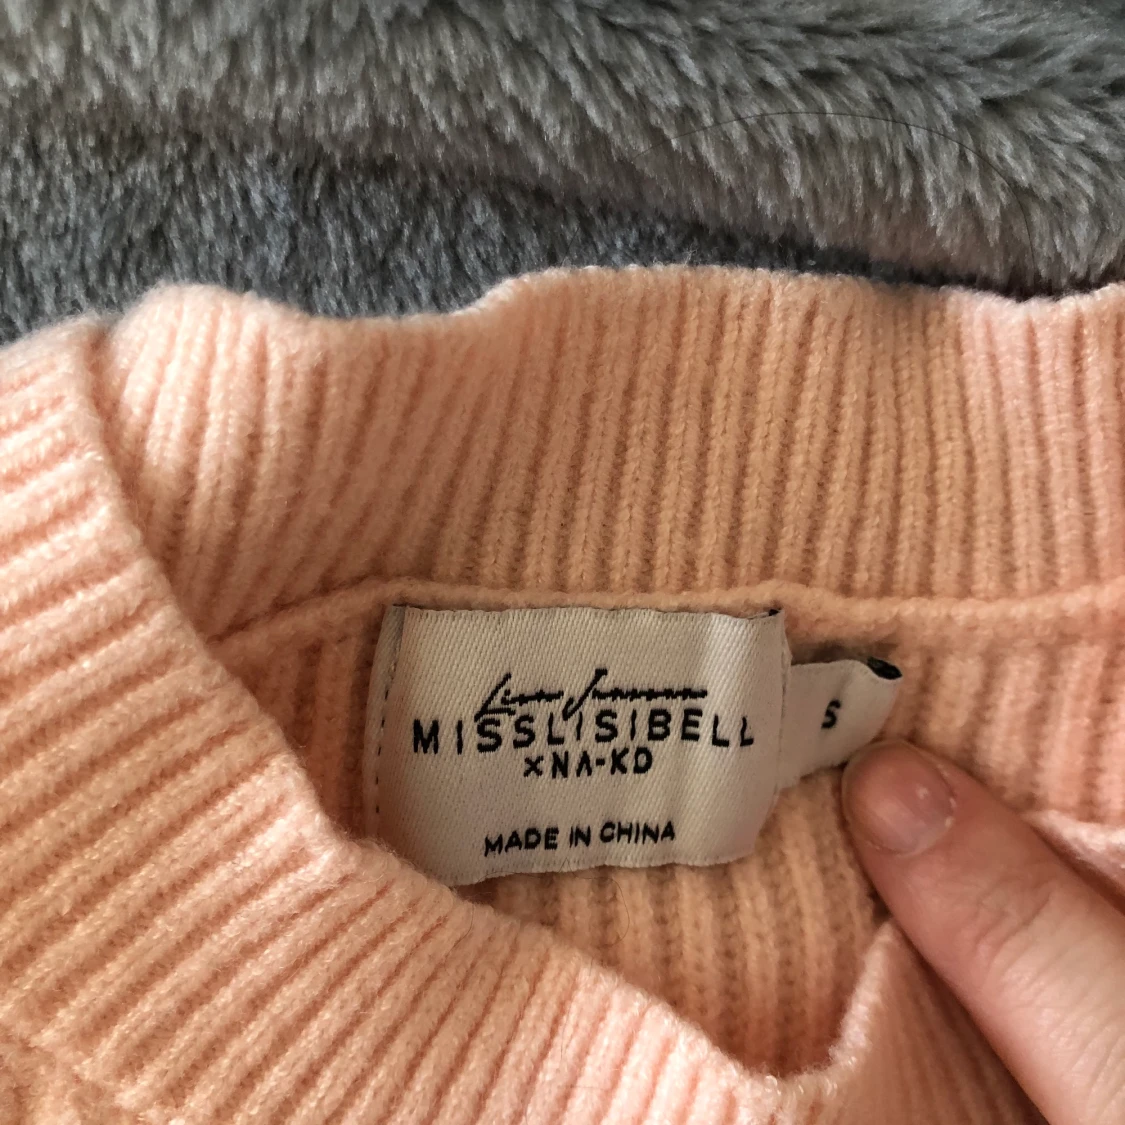 MISSLISIBELL
×NA-KD
MADE IN CHINA
S